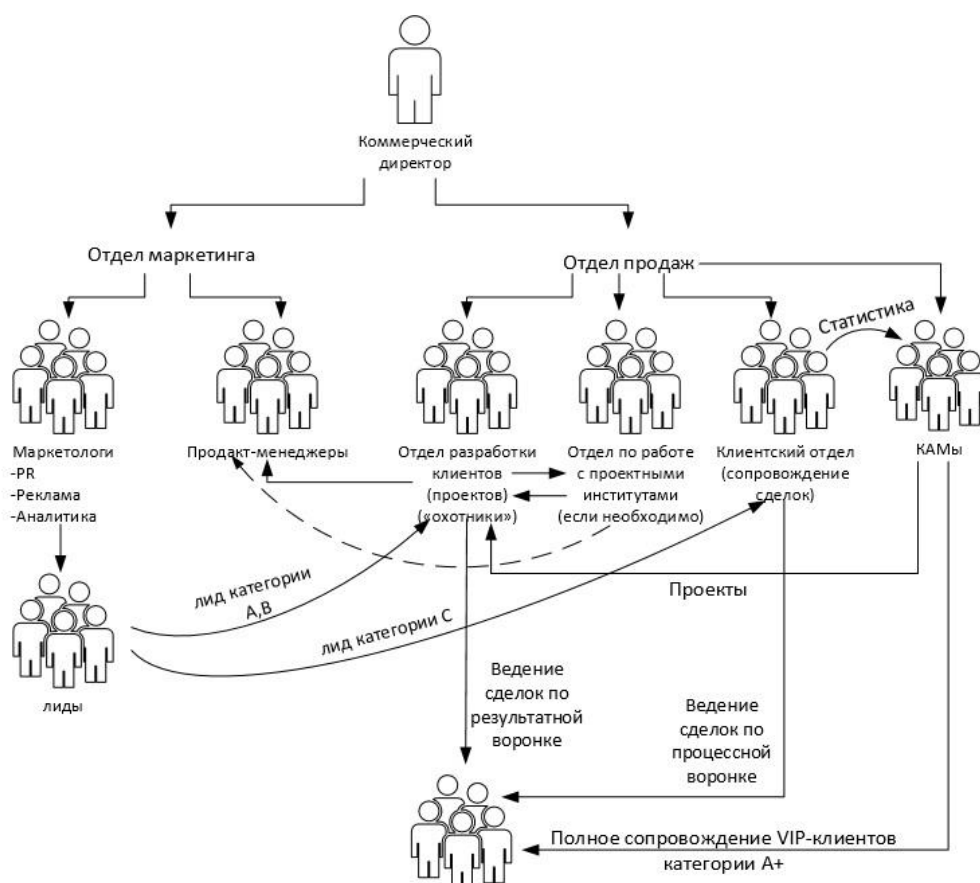 Коммерческий
директор
Отдел маркетинга
Отдел продаж
Статистика
Маркетологи
-PR
-Реклама
-Аналитика
Продакт-менеджеры
Отдел разработки
клиентов
(проектов)
(«охотники»)
Отдел по работе
с проектными
институтами
(если необходимо)
Клиентский отдел
(сопровождение
сделок)
КАМы
Проекты
лид категории
А,В
лид категории С
лиды
Ведение
сделок по
результатной
воронке
Ведение
сделок по
процессной
воронке
Полное сопровождение VIP-клиентов
категории А+